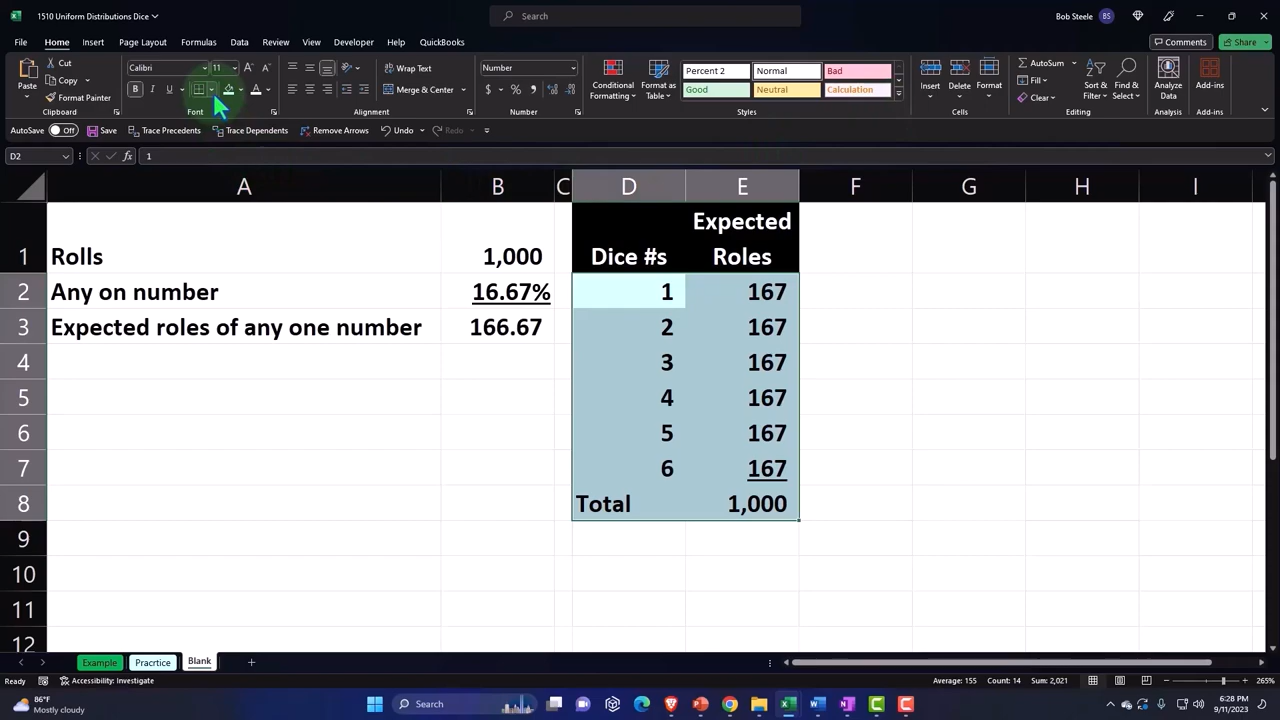 1510 Uniform Distributions Dice
Search
Bob Steele
BS
File
Home
Insert
Page Layout
Formulas
Data
Review
View
Developer
Help
QuickBooks
Comments
Share
Paste
Cut
Copy
Format Painter
Clipboard
Calibri
11
B
U
Font
Wrap Text
Merge & Center
Alignment
Number
$
%
Number
Conditional
Formatting
Format as
Table
Percent 2
Normal
Bad
Good
Neutral
Calculation
Styles
Insert
Delete
Format
Cells
AutoSum
Fill
Clear
Editing
Sort &
Filter
Find &
Select
Analyze
Data
Analysis
Add-ins
Add-ins
AutoSave
Off
Save
Trace Precedents
Trace Dependents
Remove Arrows
Undo
Redo
D2
fx
1
A B C D E F G H I
1 Rolls 1,000 Dice #s Expected
Roles
2 Any on number 16.67% 1 167
3 Expected roles of any one number 166.67 2 167
4 3 167
5 4 167
6 5 167
7 6 167
8 Total 1,000
9
10
11
12
Example
Pracrtice
Blank
Ready
Accessibility: Investigate
Average: 155
Count: 14
Sum: 2,021
265%
86°F
Mostly cloudy
Search
6:28 PM
9/11/2023